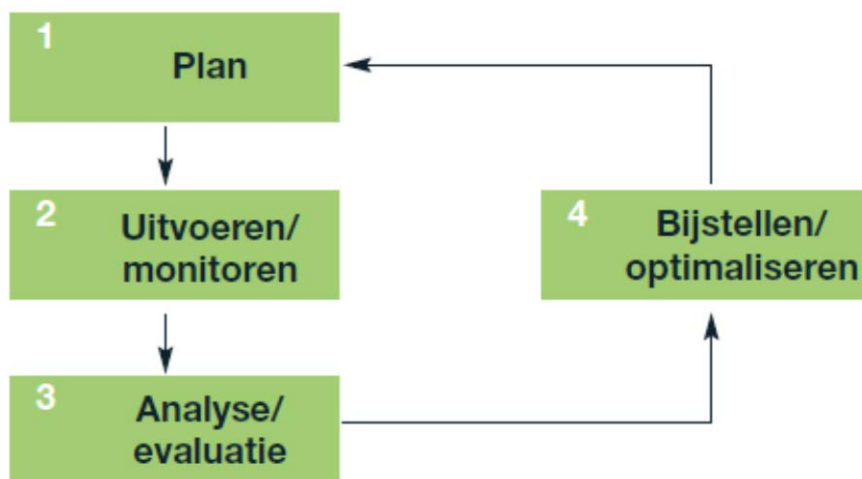 1
Plan
2
Uitvoeren/
monitoren
3
Analyse/
evaluatie
4
Bijstellen/
optimaliseren